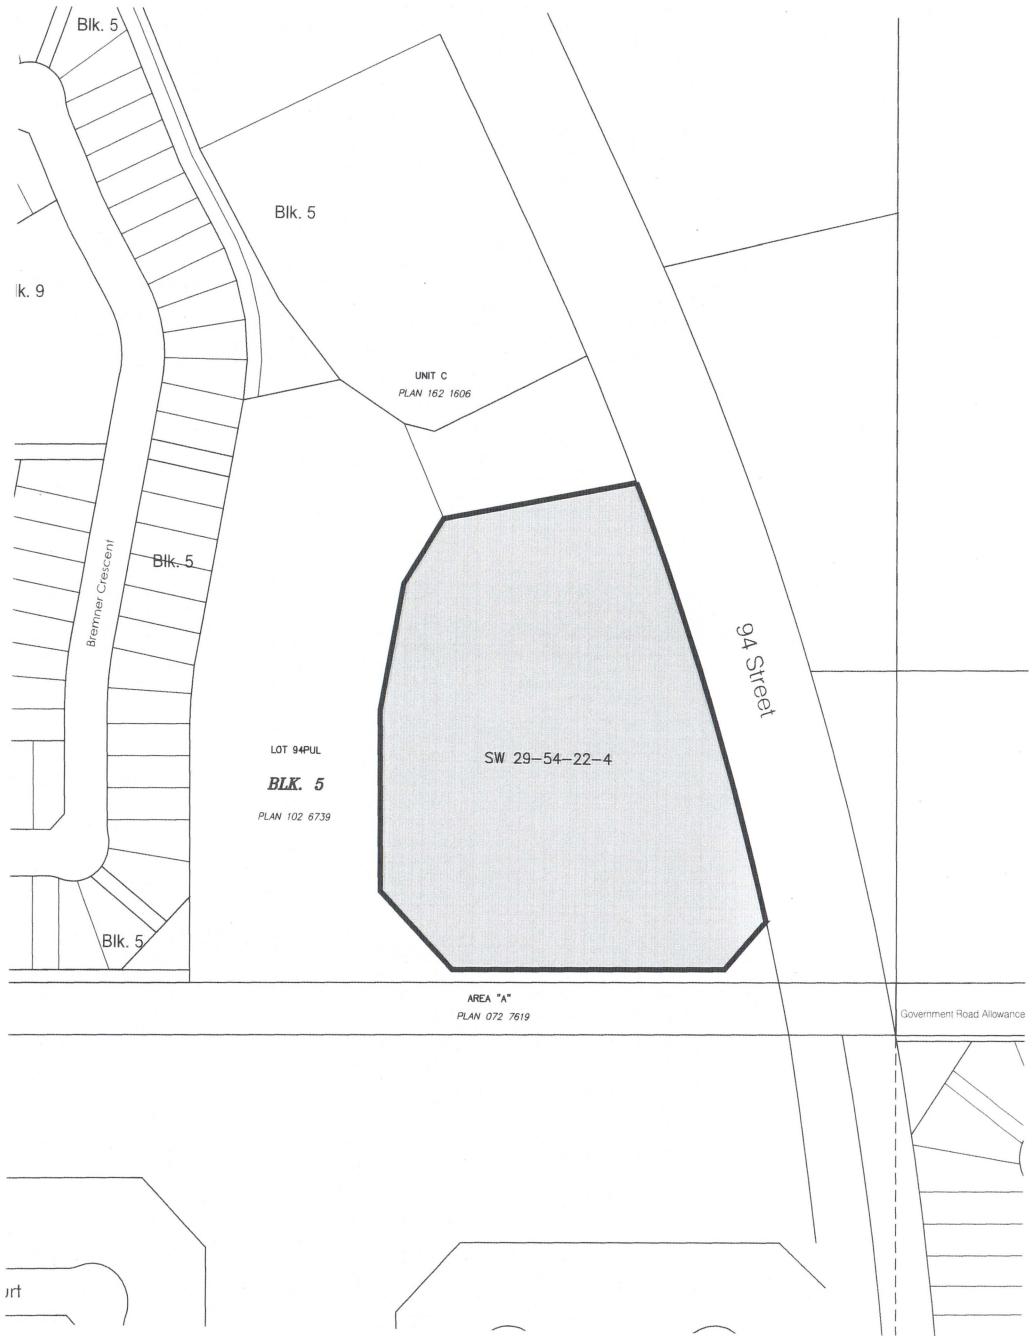 Blk. 5
Blk. 5
lk. 9
UNIT C
PLAN 162 1606
Blk. 5
Bremner Crescent
94 Street
LOT 94PUL
BLK. 5
PLAN 102 6739
SW 29-54-22-4
Blk. 5
AREA "A"
PLAN 072 7619
Government Road Allowance
urt